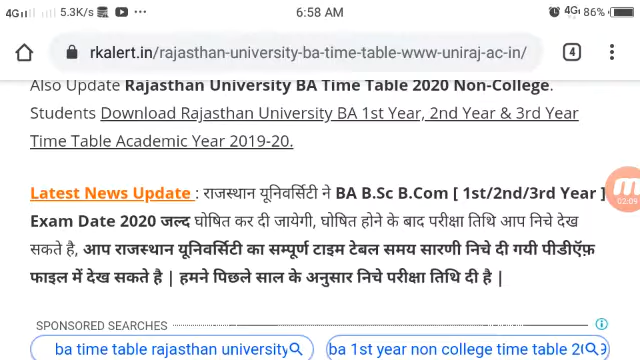 4G 5.3K/s 6:58 AM 4G 86%
rkalert.in/rajasthan-university-ba-time-table-www-uniraj-ac-in/ 4
Also Update Rajasthan University BA Time Table 2020 Non-College.
Students Download Rajasthan University BA 1st Year, 2nd Year & 3rd Year
Time Table Academic Year 2019-20.
Latest News Update : राजस्थान यूनिवर्सिटी ने BA B.Sc B.Com [ 1st/2nd/3rd Year ]
02:09
Exam Date 2020 जल्द घोषित कर दी जायेगी, घोषित होने के बाद परीक्षा तिथि आप निचे देख
सकते है, आप राजस्थान यूनिवर्सिटी का सम्पूर्ण टाइम टेबल समय सारणी निचे दी गयी पीडीऍफ़
फाइल में देख सकते है | हमने पिछले साल के अनुसार निचे परीक्षा तिथि दी है |
SPONSORED SEARCHES
ba time table rajasthan university
ba 1st year non college time table